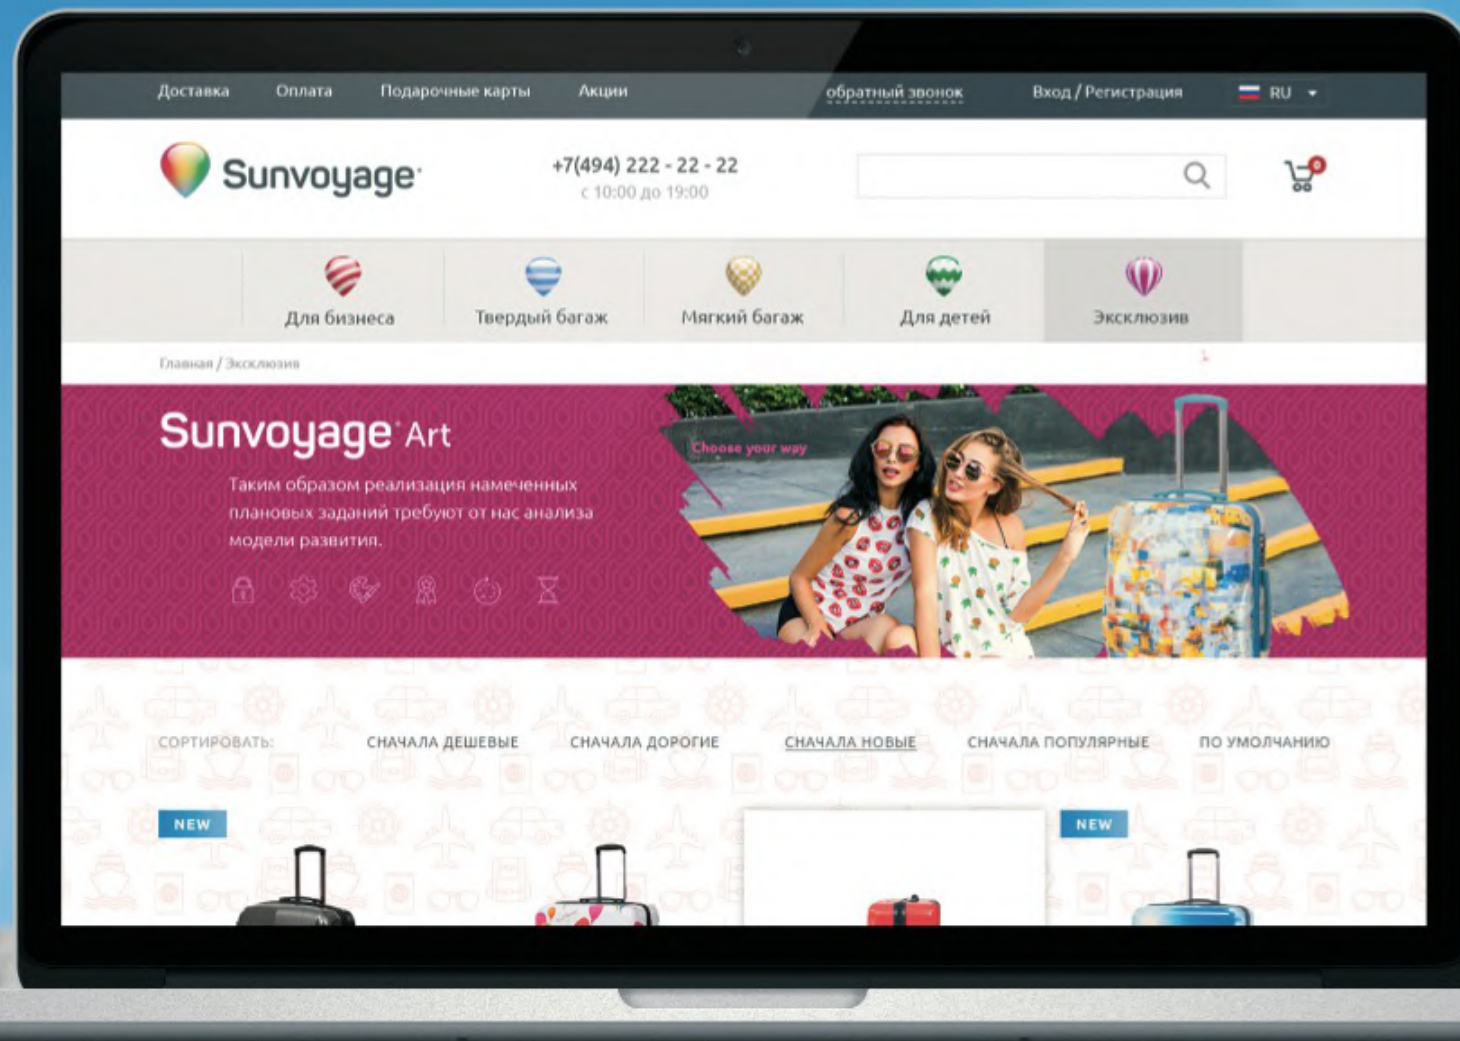 Доставка Оплата Подарочные карты Акции обратный звонок Вход / Регистрация RU
Sunvoyage
+7(494) 222 - 22 - 22
с 10:00 до 19:00
0
Для бизнеса Твердый багаж Мягкий багаж Для детей Эксклюзив
Главная / Эксклюзив
Sunvoyage Art
Choose your way
Таким образом реализация намеченных
плановых заданий требуют от нас анализа
модели развития.
СОРТИРОВАТЬ: СНАЧАЛА ДЕШЕВЫЕ СНАЧАЛА ДОРОГИЕ СНАЧАЛА НОВЫЕ СНАЧАЛА ПОПУЛЯРНЫЕ ПО УМОЛЧАНИЮ
NEW NEW